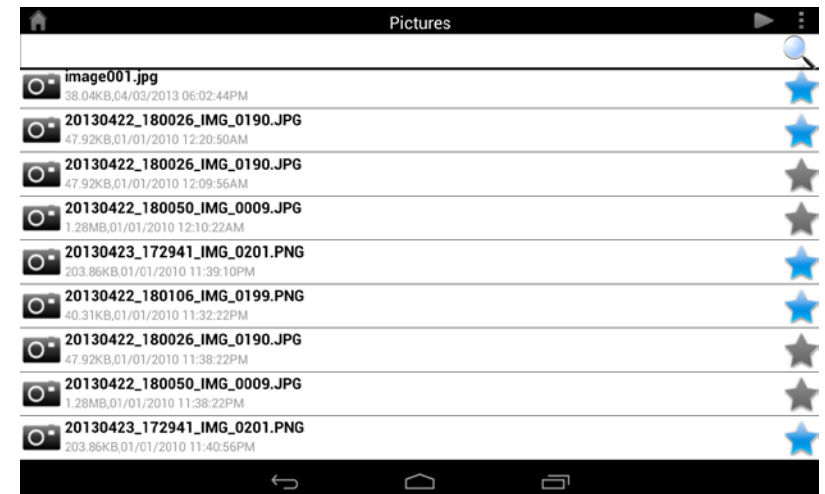 Pictures
image001.jpg
38.04KB,04/03/2013 06:02:44PM
20130422_180026_IMG_0190.JPG
47.92KB,01/01/2010 12:20:50AM
20130422_180026_IMG_0190.JPG
47.92KB,01/01/2010 12:09:56AM
20130422_180050_IMG_0009.JPG
1.28MB,01/01/2010 12:10:22AM
20130423_172941_IMG_0201.PNG
203.86KB,01/01/2010 11:39:10PM
20130422_180106_IMG_0199.PNG
40.31KB,01/01/2010 11:32:22PM
20130422_180026_IMG_0190.JPG
47.92KB,01/01/2010 11:38:22PM
20130422_180050_IMG_0009.JPG
1.28MB,01/01/2010 11:38:22PM
20130423_172941_IMG_0201.PNG
203.86KB,01/01/2010 11:40:56PM